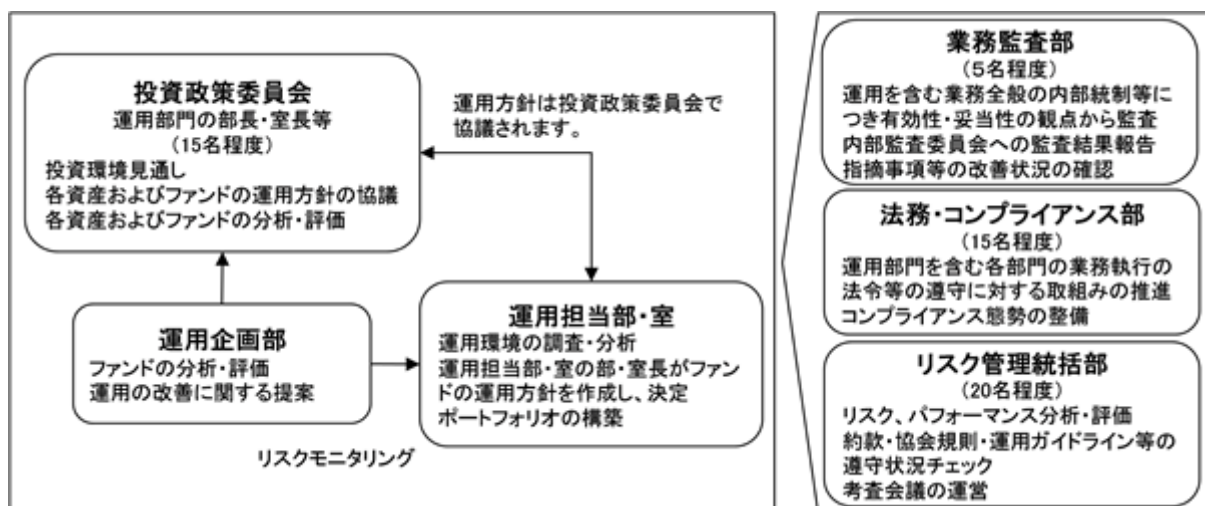 投資政策委員会
運用部門の部長・室長等
(15名程度)
投資環境見通し
各資産およびファンドの運用方針の協議
各資産およびファンドの分析・評価
運用方針は投資政策委員会で
協議されます。
運用企画部
ファンドの分析・評価
運用の改善に関する提案
運用担当部・室
運用環境の調査・分析
運用担当部・室の部・室長がファン
ドの運用方針を作成し、決定
ポートフォリオの構築
リスクモニタリング
業務監査部
(5名程度)
運用を含む業務全般の内部統制等に
つき有効性・妥当性の観点から監査
内部監査委員会への監査結果報告
指摘事項等の改善状況の確認
法務・コンプライアンス部
(15名程度)
運用部門を含む各部門の業務執行の
法令等の遵守に対する取組みの推進
コンプライアンス態勢の整備
リスク管理統括部
(20名程度)
リスク、パフォーマンス分析・評価
約款・協会規則・運用ガイドライン等の
遵守状況チェック
考査会議の運営